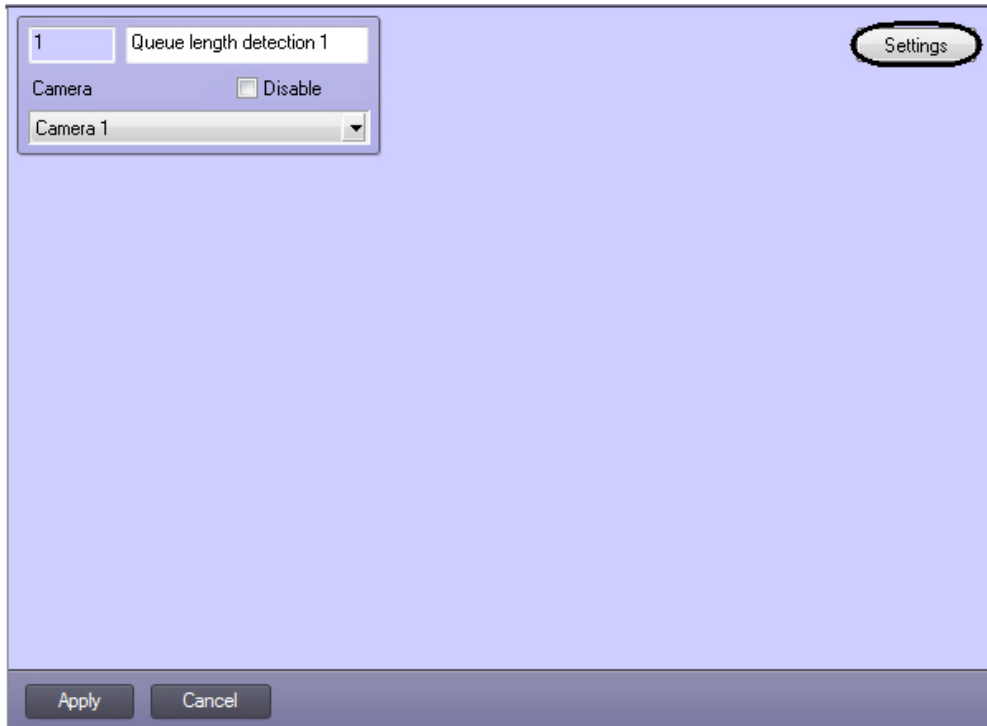 1 Queue length detection 1
Settings
Camera Disable
Camera 1
Apply Cancel